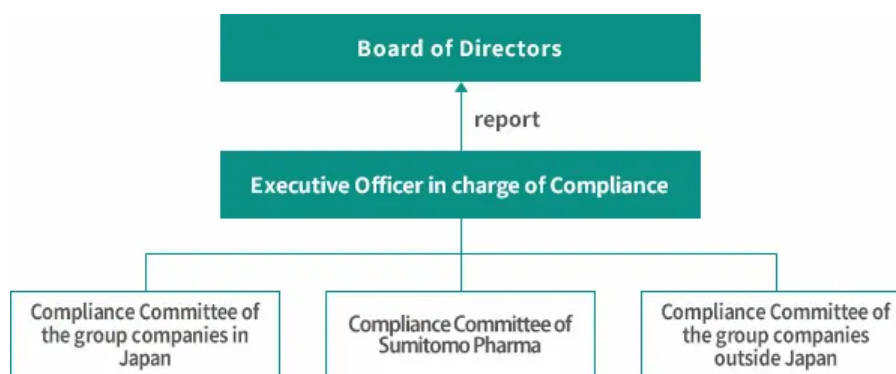 Board of Directors
report
Executive Officer in charge of Compliance
Compliance Committee of
the group companies in
Japan
Compliance Committee of
Sumitomo Pharma
Compliance Committee of
the group companies
outside Japan